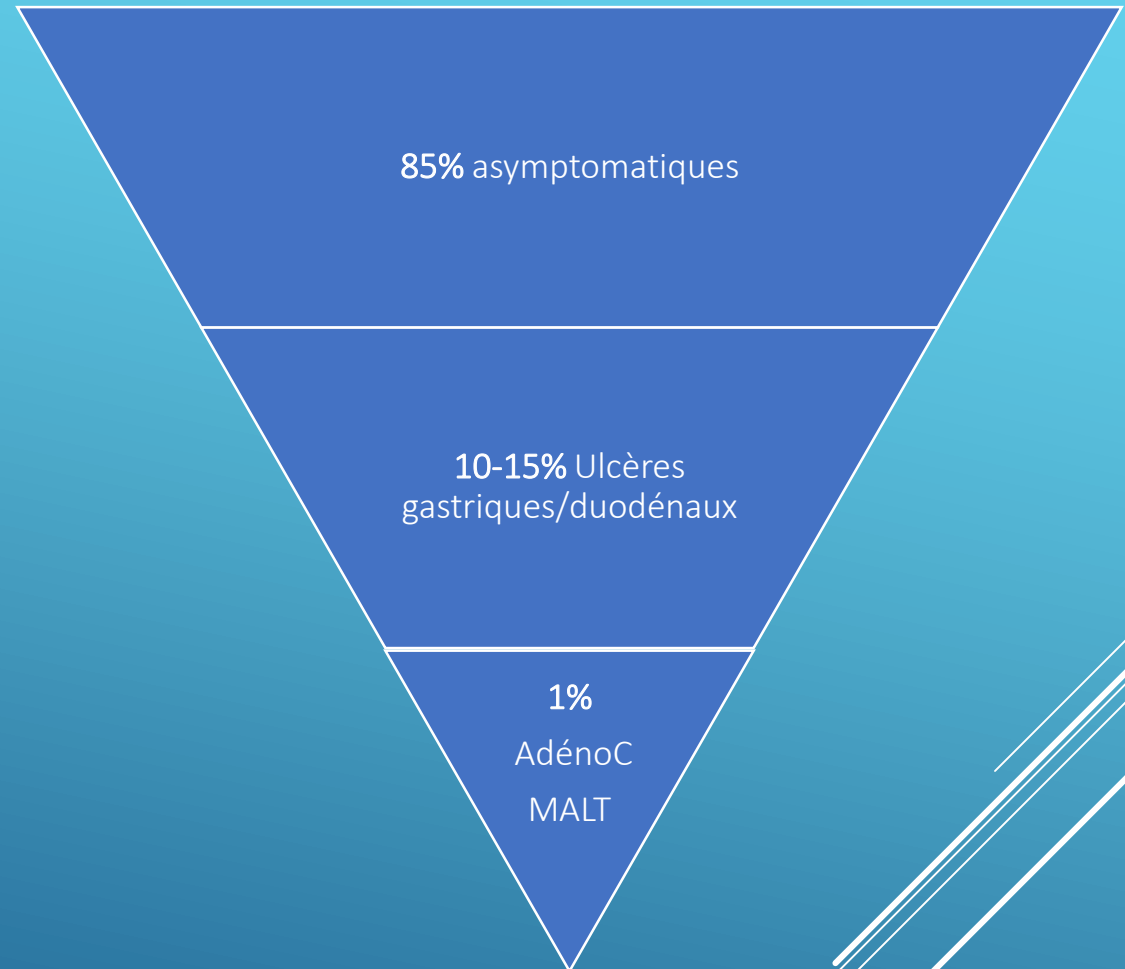 85% asymptomatiques
10-15% Ulcères
gastriques/duodénaux
1%
AdénoC
MALT